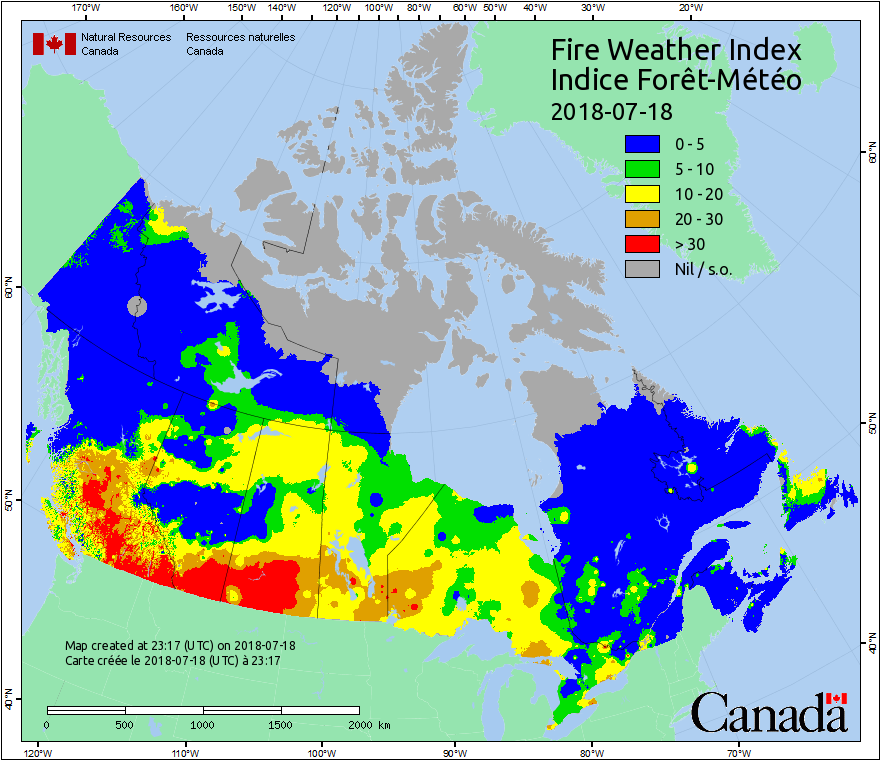 170°W 160°W 150°W 140°W 130°W 120°W 110°W 100°W 90°W 80°W 70°W 60°W 50°W 40°W 30°W 20°W
Natural Resources
Canada
Ressources naturelles
Canada
Fire Weather Index
Indice Forêt-Météo
2018-07-18
0 - 5
5 - 10
10 - 20
20 - 30
> 30
Nil / s.o.
60°N
50°N
40°N
60°N
50°N
40°N
Map created at 23:17 (UTC) on 2018-07-18
Carte créée le 2018-07-18 (UTC) à 23:17
0 500 1000 1500 2000 km
Canada
120°W 110°W 100°W 90°W 80°W 70°W